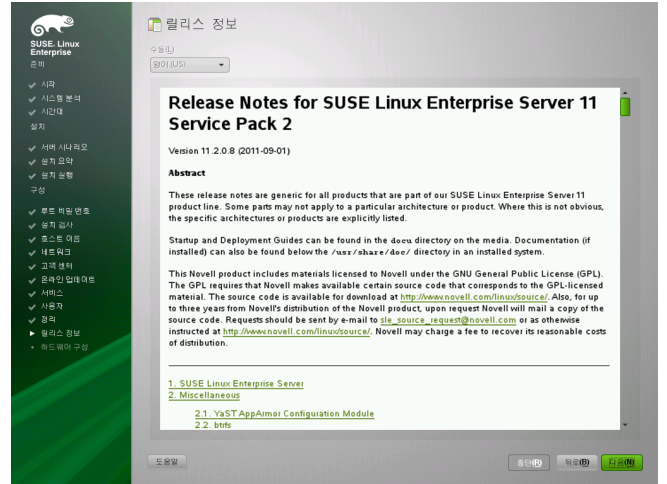 SUSE. Linux
Enterprise
준비
시작
시스템 분석
시간대
설치
서버 시나리오
설치 요약
설치 실행
구성
루트 비밀 번호
설치 검사
호스트 이름
네트워크
고객 센터
온라인 업데이트
서비스
사용자
정리
릴리스 정보
하드웨어 구성
릴리스 정보
수동(L)
영어 (US)
Release Notes for SUSE Linux Enterprise Server 11
Service Pack 2
Version 11.2.0.8 (2011-09-01)
Abstract
These release notes are generic for all products that are part of our SUSE Linux Enterprise Server 11
product line. Some parts may not apply to a particular architecture or product. Where this is not obvious,
the specific architectures or products are explicitly listed.
Startup and Deployment Guides can be found in the docu directory on the media. Documentation (if
installed) can also be found below the /usr/share/doc/ directory in an installed system.
This Novell product includes materials licensed to Novell under the GNU General Public License (GPL).
The GPL requires that Novell makes available certain source code that corresponds to the GPL-licensed
material. The source code is available for download at http://www.novell.com/linux/source/. Also, for up
to three years from Novell's distribution of the Novell product, upon request Novell will mail a copy of the
source code. Requests should be sent by e-mail to sle_source_request@novell.com or as otherwise
instructed at http://www.novell.com/linux/source/. Novell may charge a fee to recover its reasonable costs
of distribution.
1. SUSE Linux Enterprise Server
2. Miscellaneous
2.1. YaST AppArmor Configuration Module
2.2. btrfs
도움말
중단(R)
뒤로(B)
다음(N)